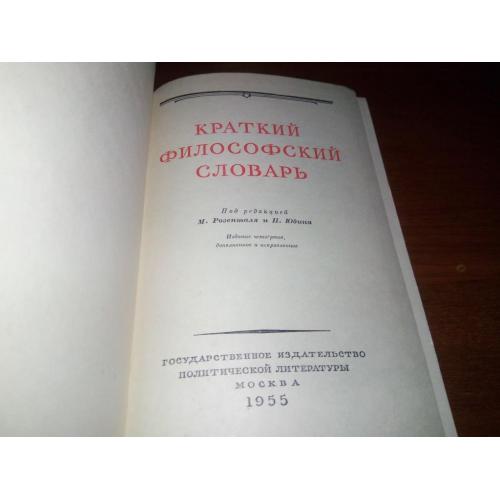 КРАТКИЙ
ФИЛОСОФСКИЙ
СЛОВАРЬ
Под редакцией
М. Розенталя и П. Юдина
Издание четвертое,
дополненное и исправленное
ГОСУДАРСТВЕННОЕ ИЗДАТЕЛЬСТВО
ПОЛИТИЧЕСКОЙ ЛИТЕРАТУРЫ
МОСКВА
1955